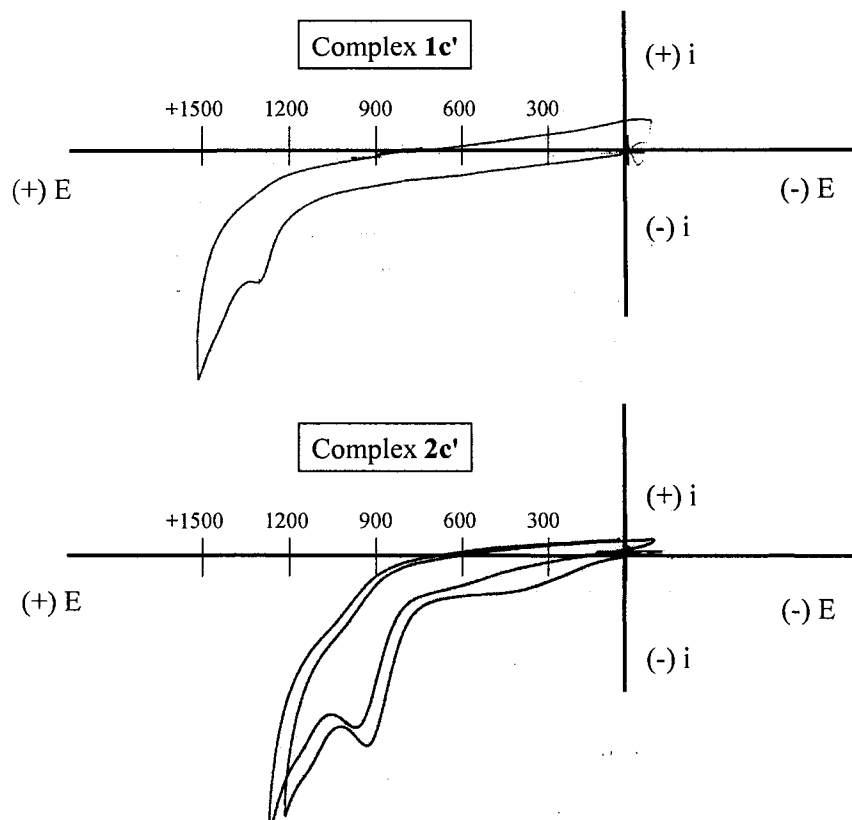 Complex 1c'
(+) i
+1500 1200 900 600 300
(+) E
(-) E
(-) i
Complex 2c'
(+) i
+1500 1200 900 600 300
(+) E
(-) E
(-) i